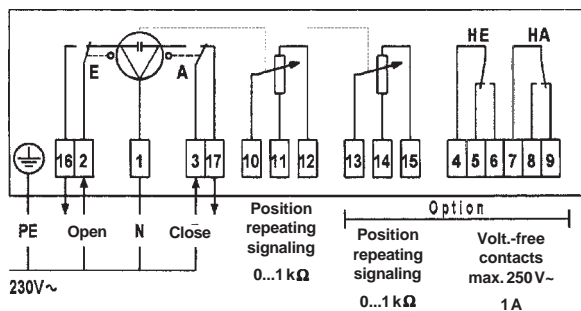 HE HA
E A
16 2 1 3 17 10 11 12 13 14 15 4 5 6 7 8 9
Option
PE Open N Close
Position
repeating
signaling
0...1 kΩ
Position
repeating
signaling
0...1 kΩ
Volt.-free
contacts
max. 250 V~
1 A
230V~